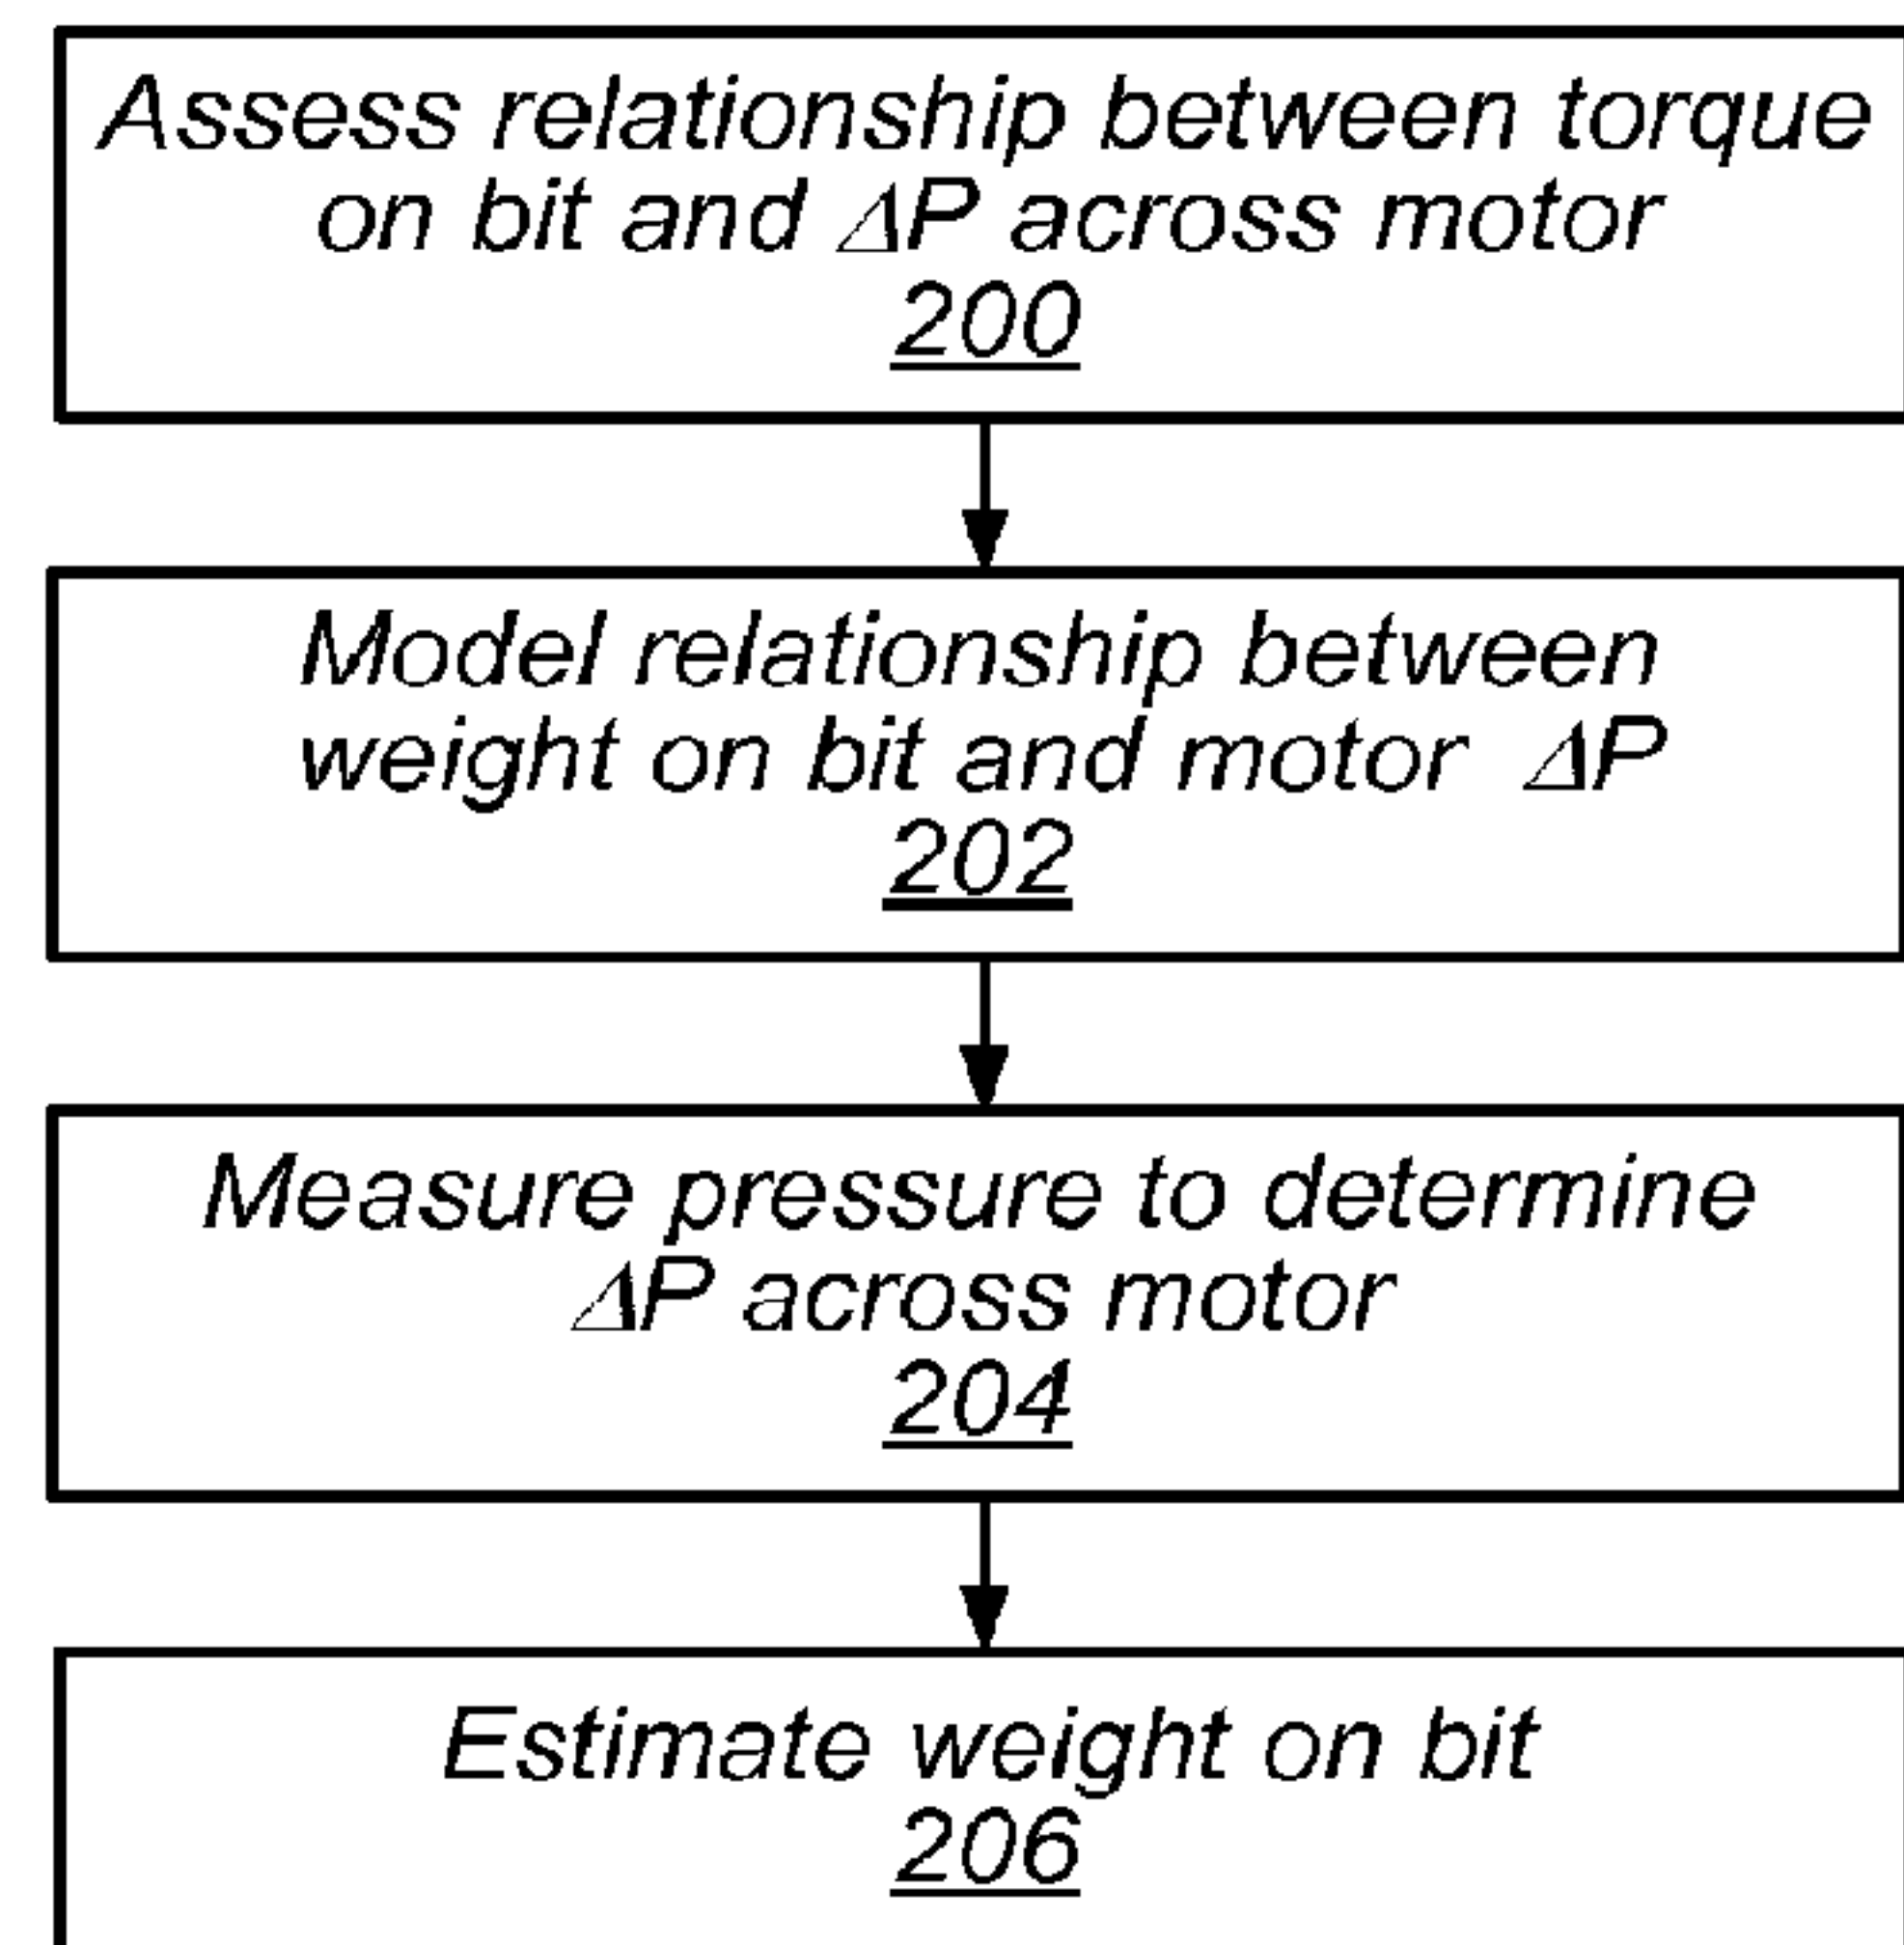 Assess relationship between torque
on bit and ΔP across motor
200
Model relationship between
weight on bit and motor ΔP
202
Measure pressure to determine
ΔP across motor
204
Estimate weight on bit
206